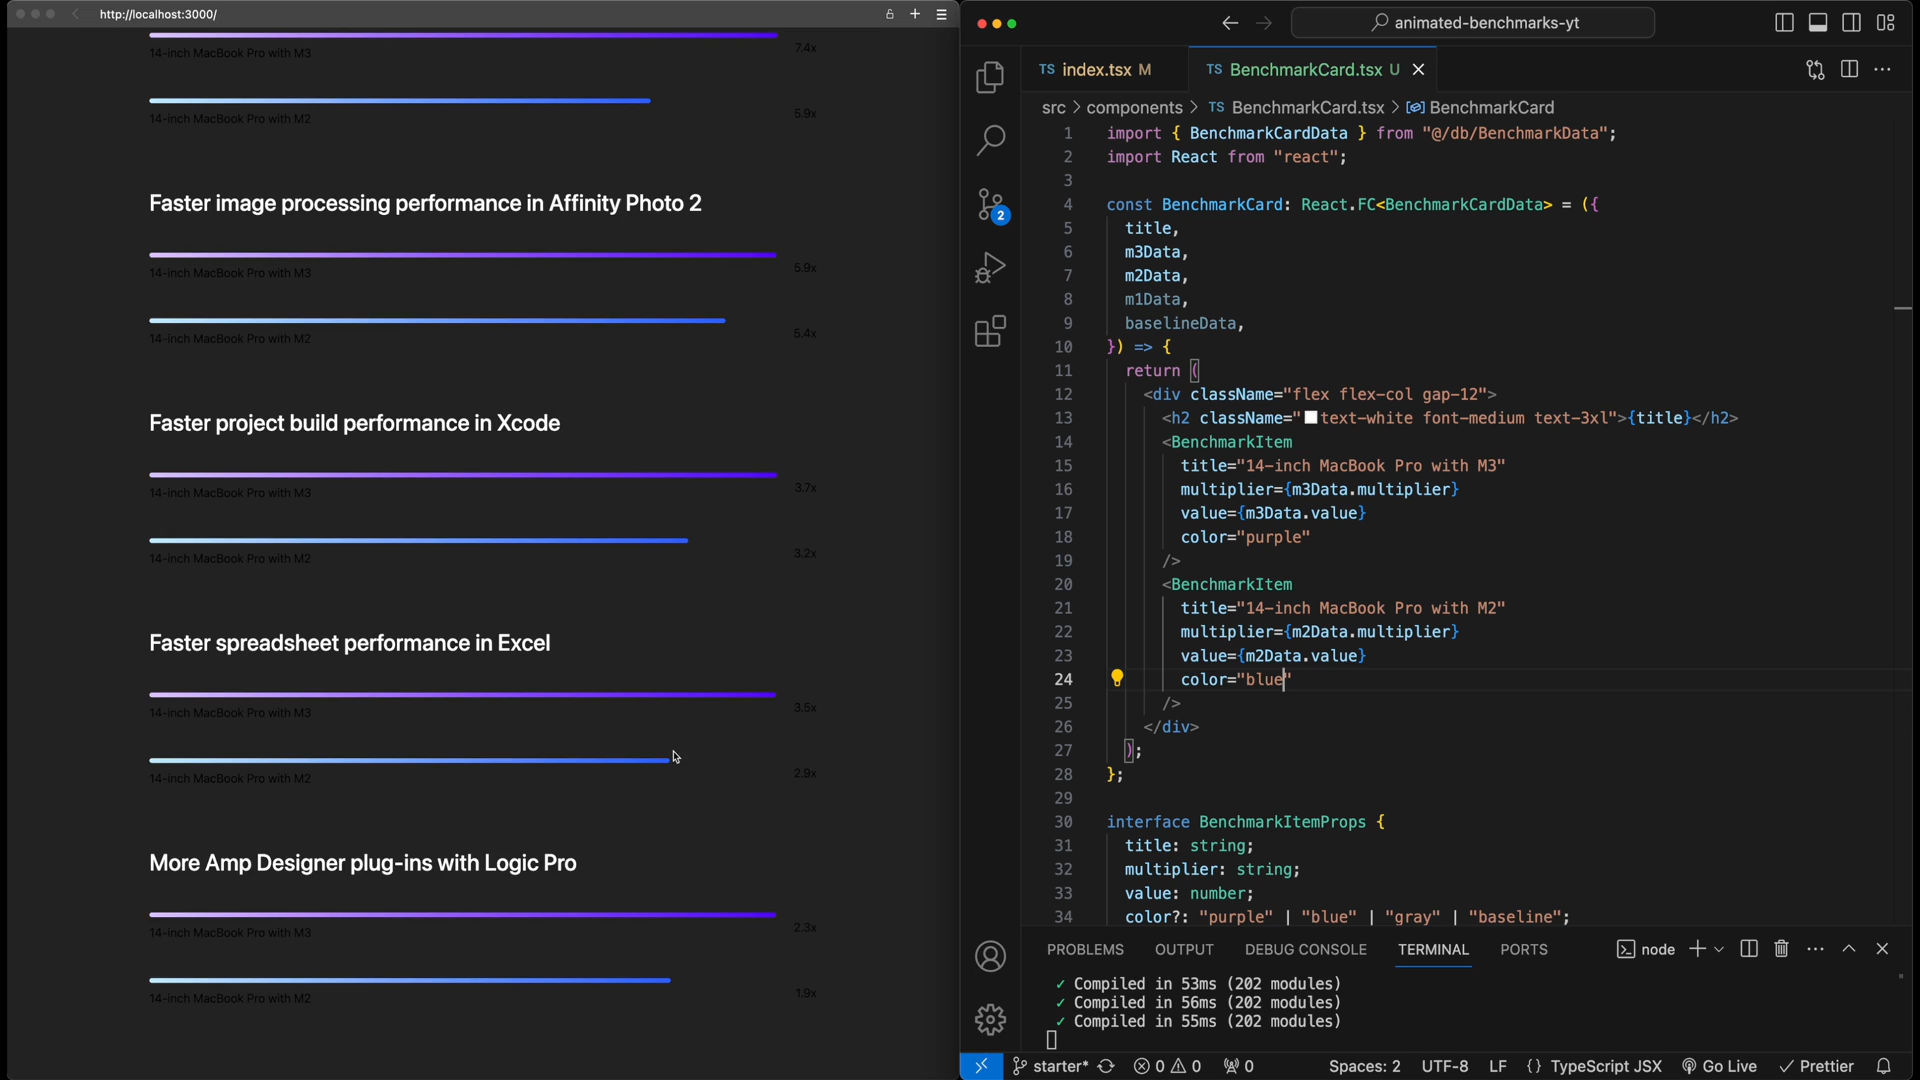 http://localhost:3000/
14-inch MacBook Pro with M3
7.4x
14-inch MacBook Pro with M2
5.9x
Faster image processing performance in Affinity Photo 2
14-inch MacBook Pro with M3
5.9x
14-inch MacBook Pro with M2
5.4x
Faster project build performance in Xcode
14-inch MacBook Pro with M3
3.7x
14-inch MacBook Pro with M2
3.2x
Faster spreadsheet performance in Excel
14-inch MacBook Pro with M3
3.5x
14-inch MacBook Pro with M2
2.9x
More Amp Designer plug-ins with Logic Pro
14-inch MacBook Pro with M3
2.3x
14-inch MacBook Pro with M2
1.9x
animated-benchmarks-yt
TS index.tsx M
TS BenchmarkCard.tsx U
src > components > TS BenchmarkCard.tsx > BenchmarkCard
2
1 import { BenchmarkCardData } from "@/db/BenchmarkData";
2 import React from "react";
3
4 const BenchmarkCard: React.FC<BenchmarkCardData> = ({
5 title,
6 m3Data,
7 m2Data,
8 m1Data,
9 baselineData,
10 }) => {
11 return (
12 <div className="flex flex-col gap-12">
13 <h2 className="text-white font-medium text-3xl">{title}</h2>
14 <BenchmarkItem
15 title="14-inch MacBook Pro with M3"
16 multiplier={m3Data.multiplier}
17 value={m3Data.value}
18 color="purple"
19 />
20 <BenchmarkItem
21 title="14-inch MacBook Pro with M2"
22 multiplier={m2Data.multiplier}
23 value={m2Data.value}
24 color="blue"
25 />
26 </div>
27 );
28 };
29
30 interface BenchmarkItemProps {
31 title: string;
32 multiplier: string;
33 value: number;
34 color?: "purple" | "blue" | "gray" | "baseline";
PROBLEMS OUTPUT DEBUG CONSOLE TERMINAL PORTS node
✓ Compiled in 53ms (202 modules)
✓ Compiled in 56ms (202 modules)
✓ Compiled in 55ms (202 modules)
starter* 0 0 0 Spaces: 2 UTF-8 LF {} TypeScript JSX Go Live ✓ Prettier